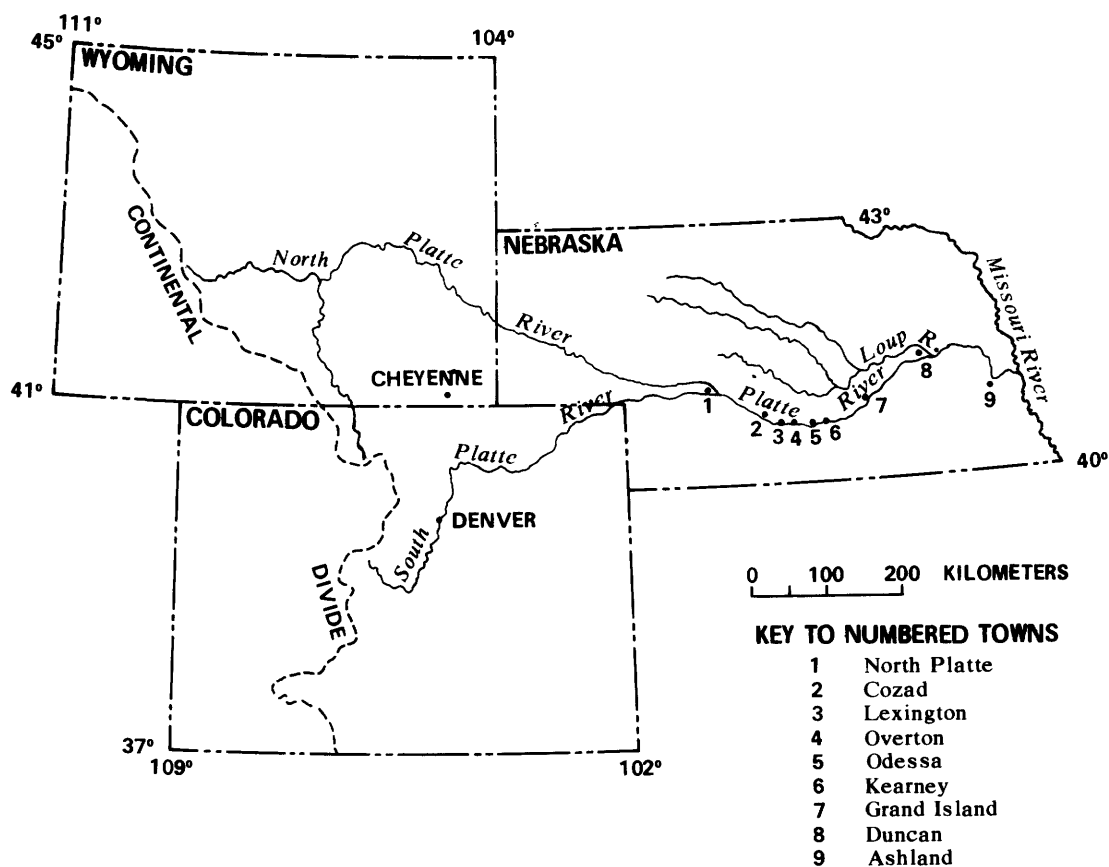 111°
45°
WYOMING
104°
CONTINENTAL
North Platte River
NEBRASKA
43°
Missouri River
Loup R.
41°
CHEYENNE
COLORADO
South Platte River
Platte River
1
2
3
4
5
6
7
8
9
40°
DENVER
DIVIDE
37°
109°
102°
0 100 200 KILOMETERS
KEY TO NUMBERED TOWNS
1 North Platte
2 Cozad
3 Lexington
4 Overton
5 Odessa
6 Kearney
7 Grand Island
8 Duncan
9 Ashland